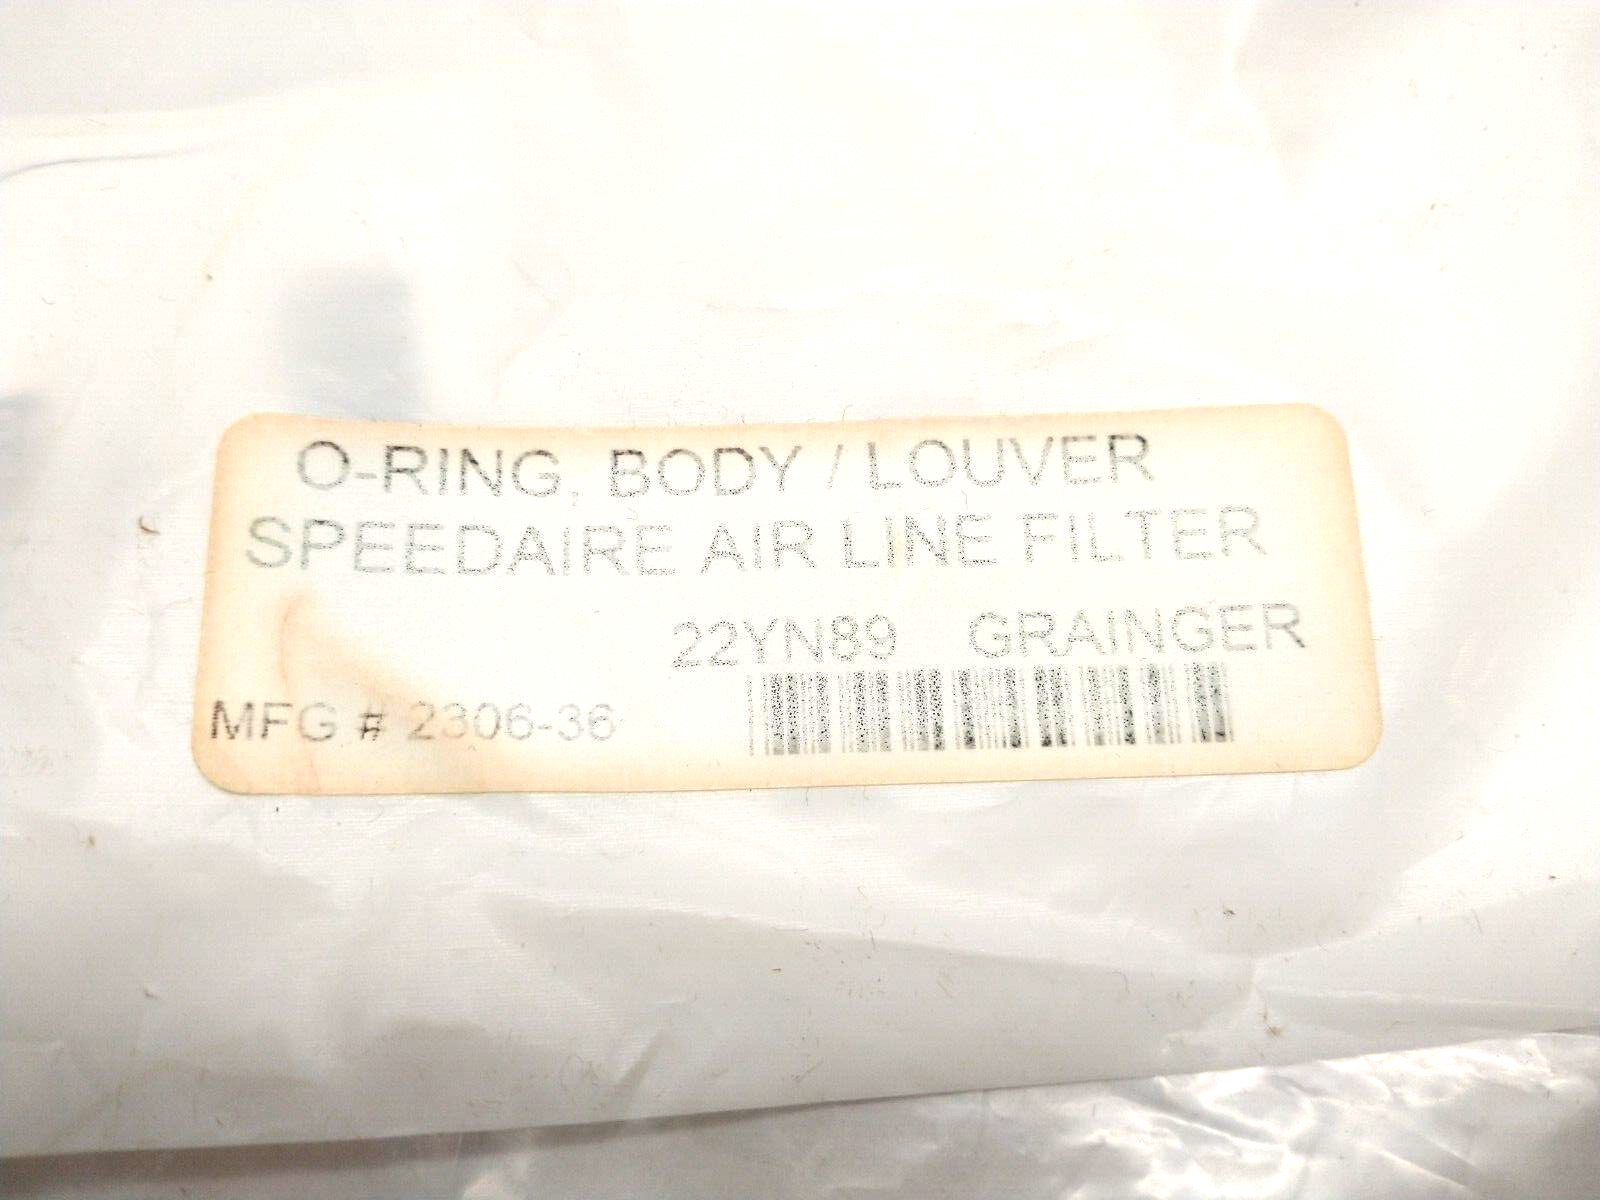 O-RING, BODY / LOUVER
SPEEDAIRE AIR LINE FILTER
22YN89 GRAINGER
MFG # 2306-36